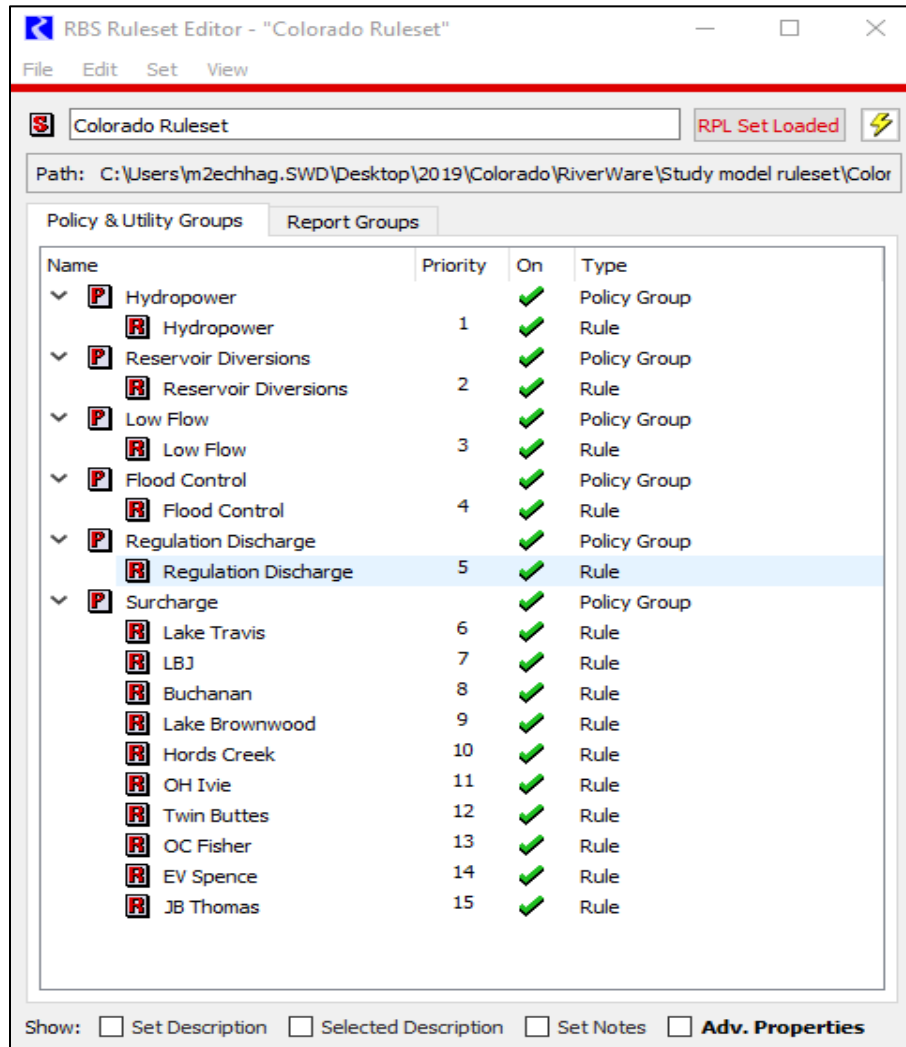 RBS Ruleset Editor - "Colorado Ruleset"
File Edit Set View
S Colorado Ruleset RPL Set Loaded
Path: C:\Users\m2echhag.SWD\Desktop\2019\Colorado\RiverWare\Study model ruleset\Color
Policy & Utility Groups Report Groups
Name Priority On Type
P Hydropower Policy Group
R Hydropower 1 Rule
P Reservoir Diversions Policy Group
R Reservoir Diversions 2 Rule
P Low Flow Policy Group
R Low Flow 3 Rule
P Flood Control Policy Group
R Flood Control 4 Rule
P Regulation Discharge Policy Group
R Regulation Discharge 5 Rule
P Surcharge Policy Group
R Lake Travis 6 Rule
R LBJ 7 Rule
R Buchanan 8 Rule
R Lake Brownwood 9 Rule
R Hords Creek 10 Rule
R OH Ivie 11 Rule
R Twin Buttes 12 Rule
R OC Fisher 13 Rule
R EV Spence 14 Rule
R JB Thomas 15 Rule
Show: Set Description Selected Description Set Notes Adv. Properties